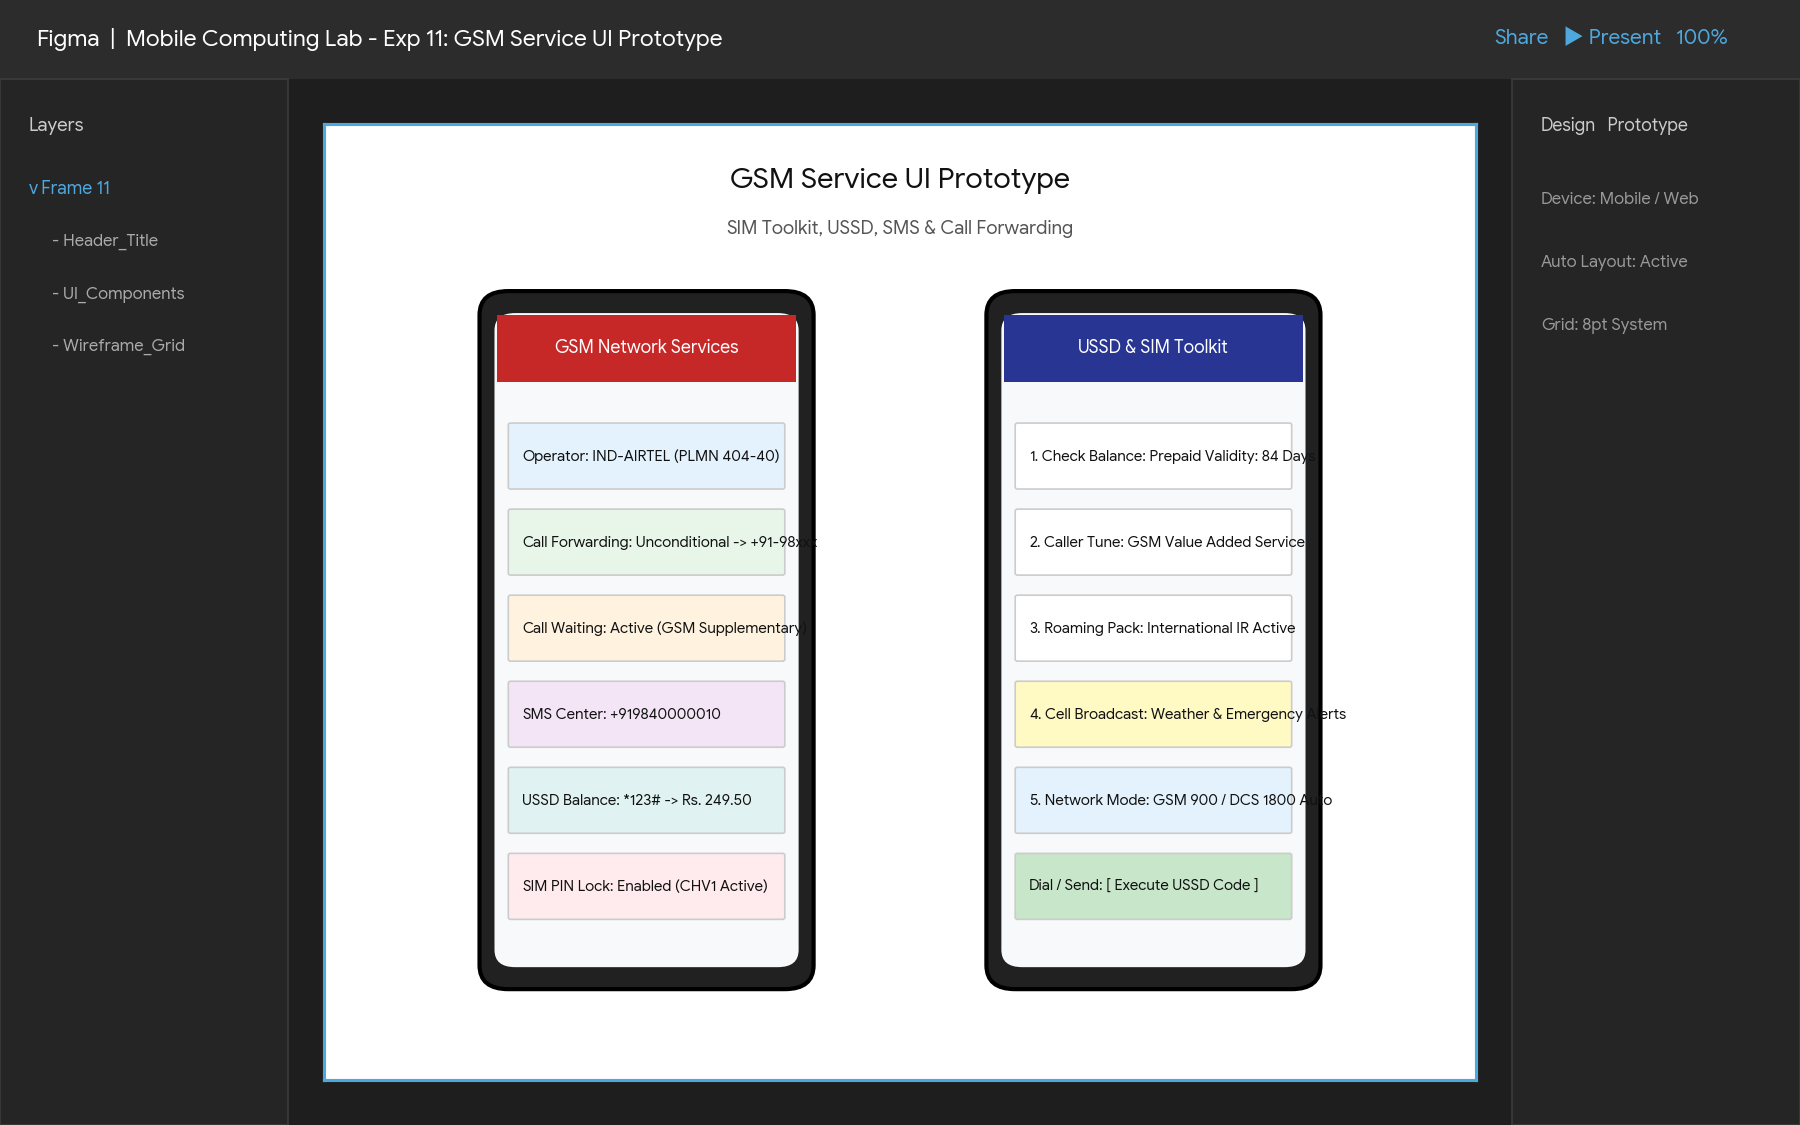 Figma | Mobile Computing Lab - Exp 11: GSM Service UI Prototype
Share ▶ Present 100%
Layers
v Frame 11
- Header_Title
- UI_Components
- Wireframe_Grid
GSM Service UI Prototype
SIM Toolkit, USSD, SMS & Call Forwarding
GSM Network Services
Operator: IND-AIRTEL (PLMN 404-40)
Call Forwarding: Unconditional -> +91-98xxx
Call Waiting: Active (GSM Supplementary)
SMS Center: +919840000010
USSD Balance: *123# -> Rs. 249.50
SIM PIN Lock: Enabled (CHV1 Active)
USSD & SIM Toolkit
1. Check Balance: Prepaid Validity: 84 Days
2. Caller Tune: GSM Value Added Service
3. Roaming Pack: International IR Active
4. Cell Broadcast: Weather & Emergency Alerts
5. Network Mode: GSM 900 / DCS 1800 Auto
Dial / Send: [ Execute USSD Code ]
Design Prototype
Device: Mobile / Web
Auto Layout: Active
Grid: 8pt System